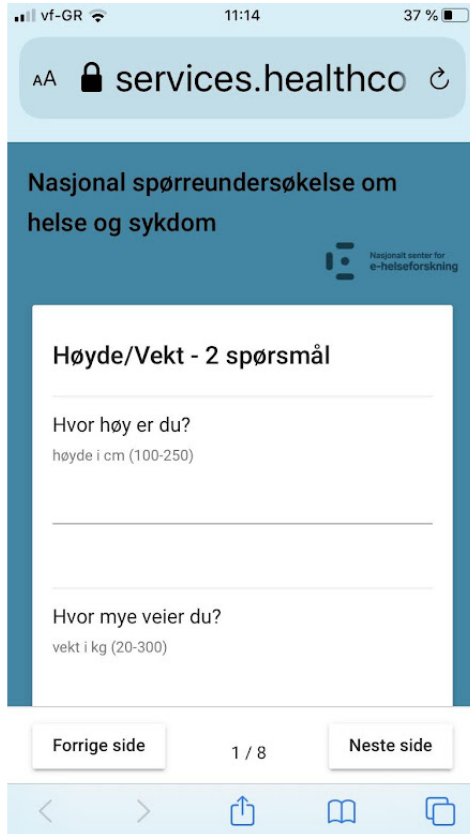 vf-GR 11:14 37 %
AA services.healthco
Nasjonal spørreundersøkelse om
helse og sykdom
Nasjonalt senter for
e-helseforskning
Høyde/Vekt - 2 spørsmål
Hvor høy er du?
høyde i cm (100-250)
Hvor mye veier du?
vekt i kg (20-300)
Forrige side 1 / 8 Neste side